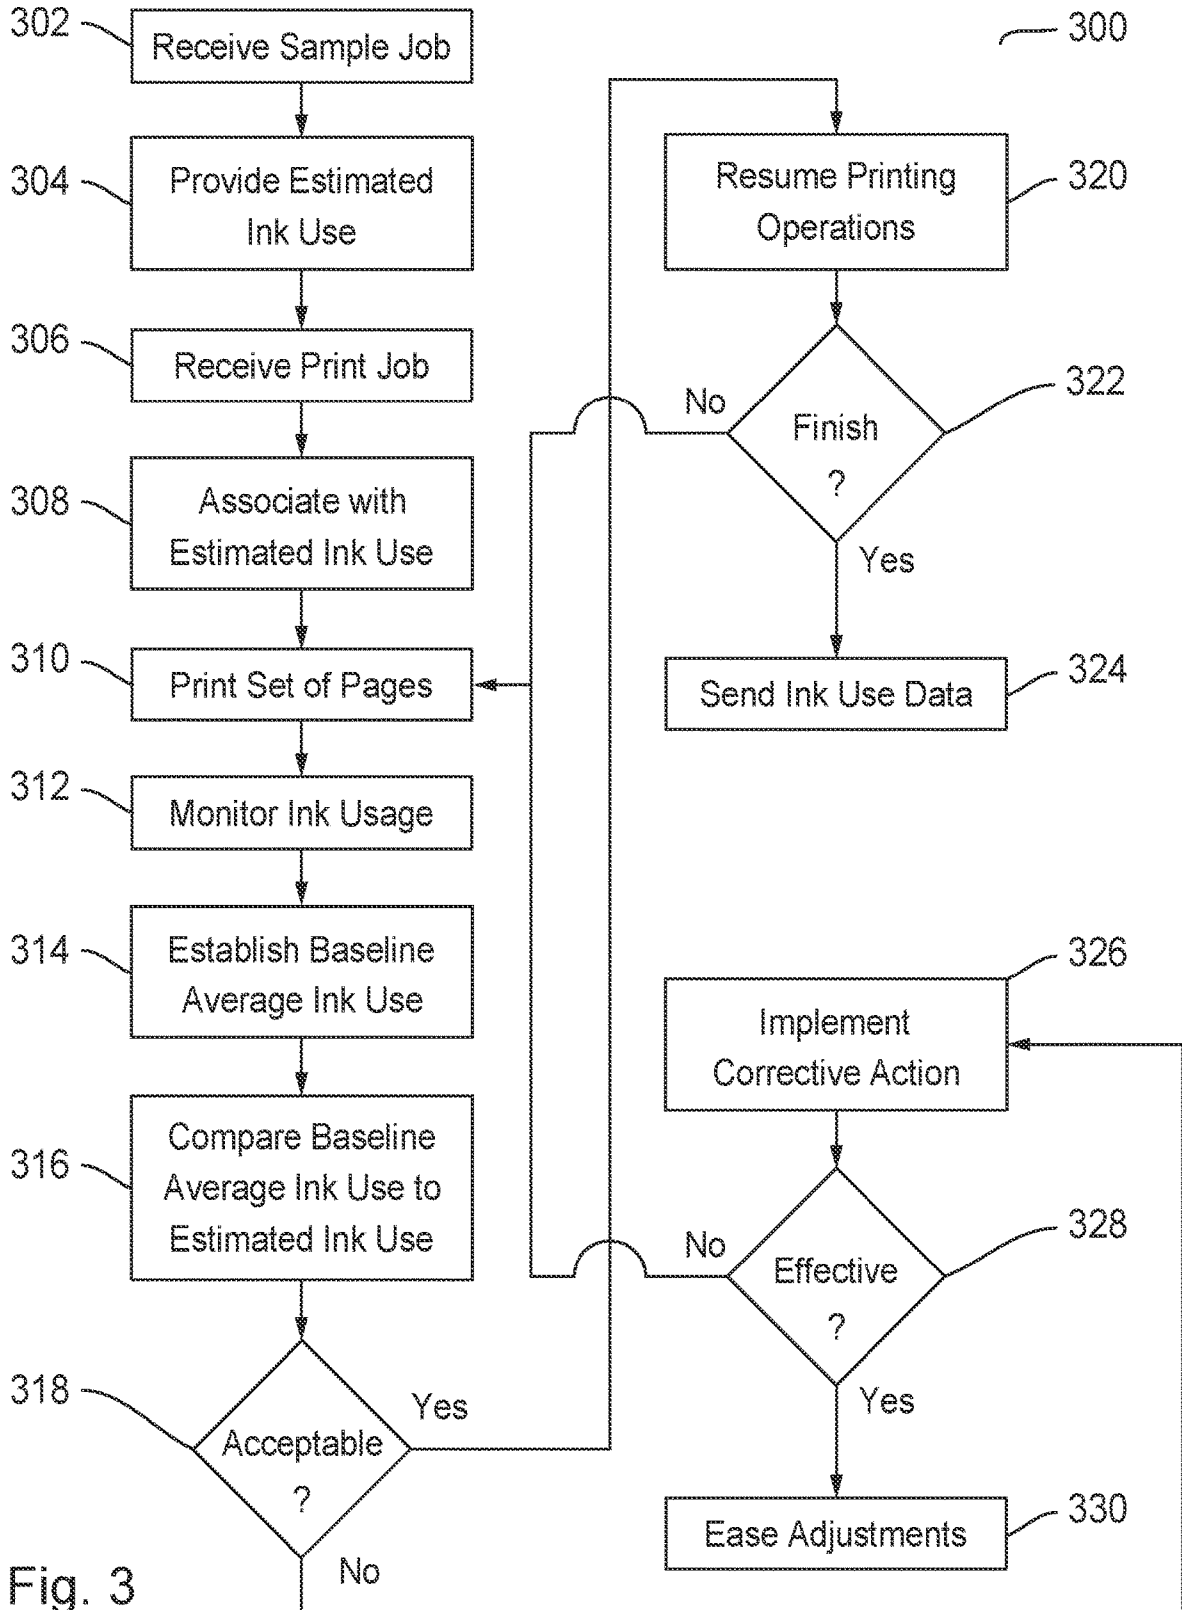 302
Receive Sample Job
304
Provide Estimated
Ink Use
306
Receive Print Job
308
Associate with
Estimated Ink Use
310
Print Set of Pages
312
Monitor Ink Usage
314
Establish Baseline
Average Ink Use
316
Compare Baseline
Average Ink Use to
Estimated Ink Use
318
Acceptable
?
Yes
No
300
320
Resume Printing
Operations
322
Finish
?
No
Yes
324
Send Ink Use Data
326
Implement
Corrective Action
328
Effective
?
No
Yes
330
Ease Adjustments
Fig. 3